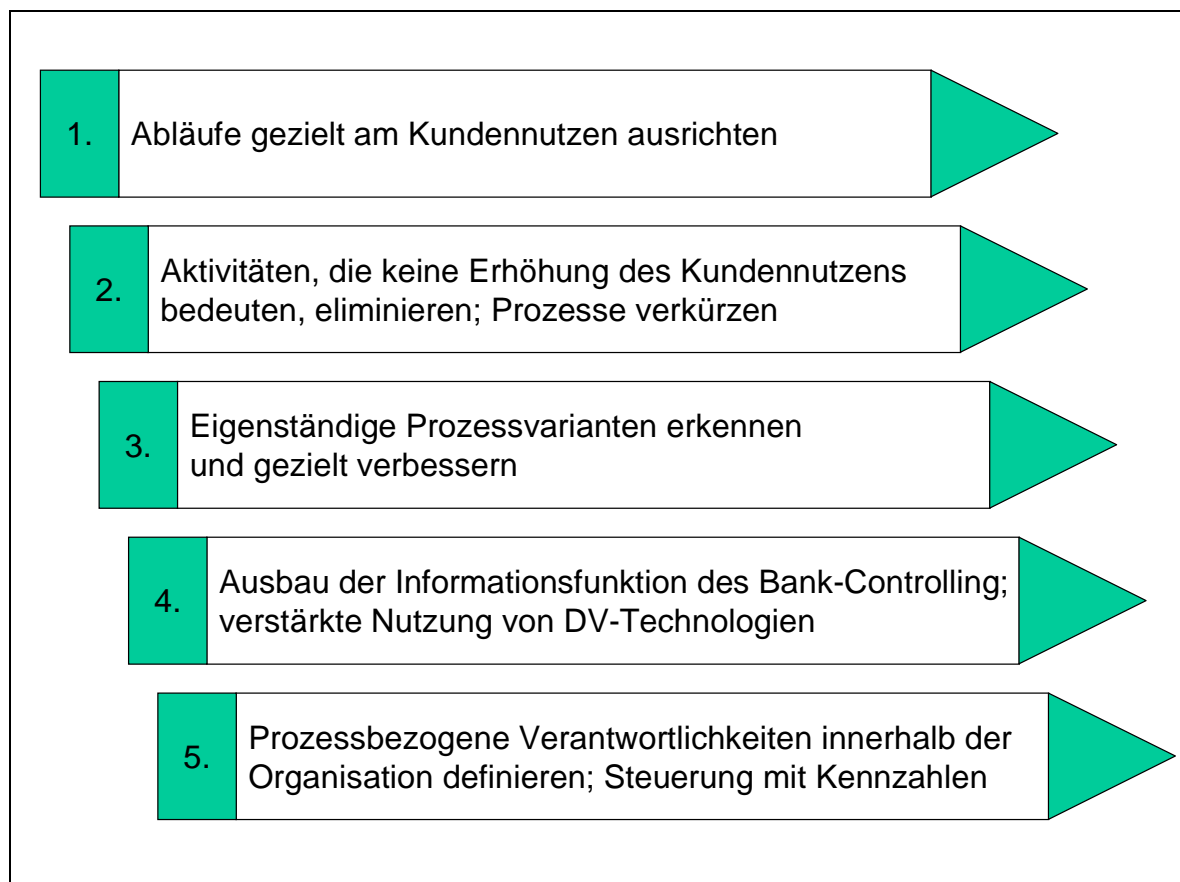 1. Abläufe gezielt am Kundennutzen ausrichten
2. Aktivitäten, die keine Erhöhung des Kundennutzens
bedeuten, eliminieren; Prozesse verkürzen
3. Eigenständige Prozessvarianten erkennen
und gezielt verbessern
4. Ausbau der Informationsfunktion des Bank-Controlling;
verstärkte Nutzung von DV-Technologien
5. Prozessbezogene Verantwortlichkeiten innerhalb der
Organisation definieren; Steuerung mit Kennzahlen